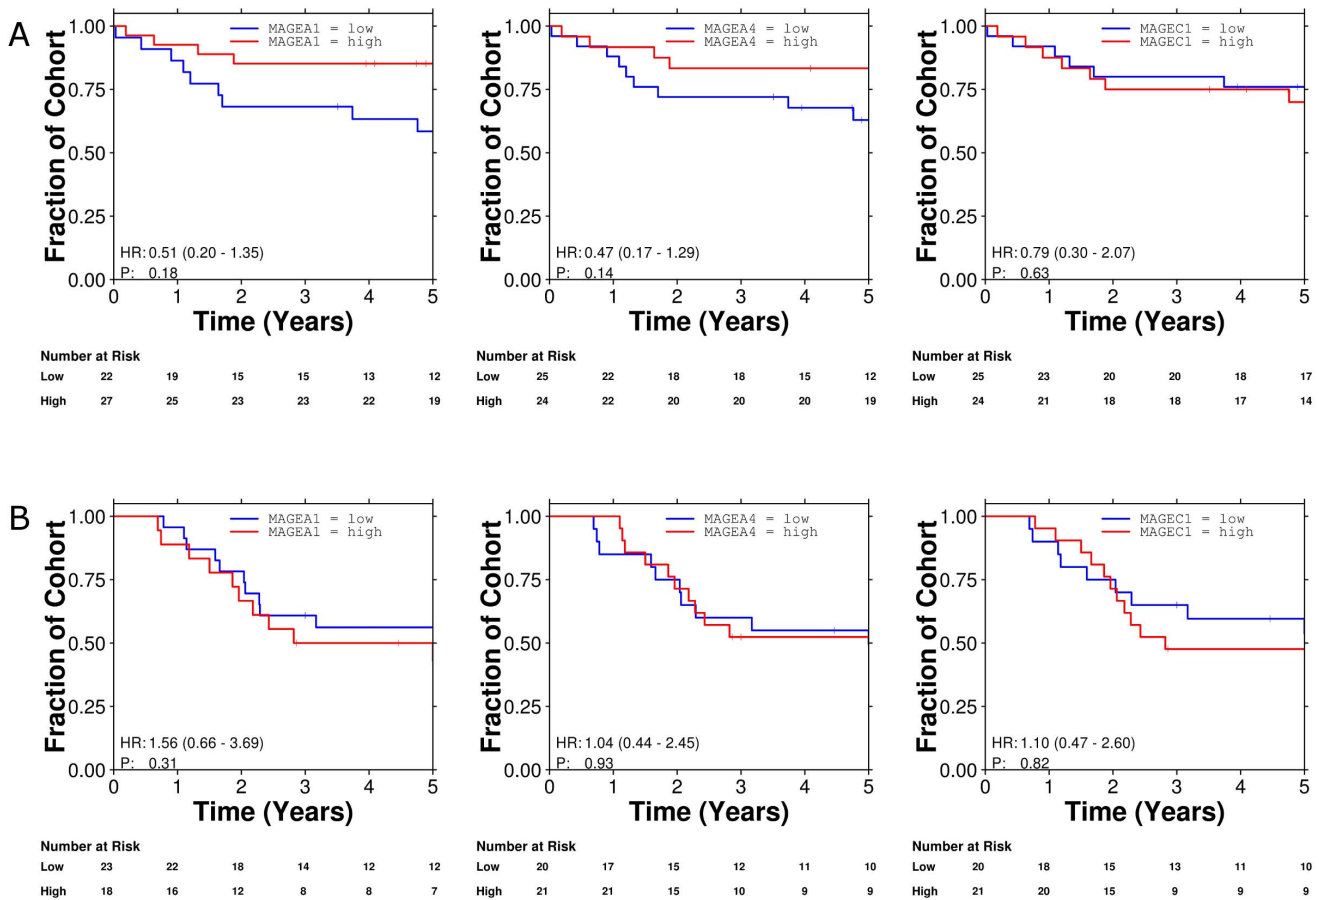 A
Fraction of Cohort
1.00
0.75
0.50
0.25
0.00
MAGEA1 = low
MAGEA1 = high
HR: 0.51 (0.20 - 1.35)
P: 0.18
0 1 2 3 4 5
Time (Years)
Number at Risk
Low 22 19 15 15 13 12
High 27 25 23 23 22 19
Fraction of Cohort
1.00
0.75
0.50
0.25
0.00
MAGEA4 = low
MAGEA4 = high
HR: 0.47 (0.17 - 1.29)
P: 0.14
0 1 2 3 4 5
Time (Years)
Number at Risk
Low 25 22 18 18 15 12
High 24 22 20 20 20 19
Fraction of Cohort
1.00
0.75
0.50
0.25
0.00
MAGEC1 = low
MAGEC1 = high
HR: 0.79 (0.30 - 2.07)
P: 0.63
0 1 2 3 4 5
Time (Years)
Number at Risk
Low 25 23 20 20 18 17
High 24 21 18 18 17 14
B
Fraction of Cohort
1.00
0.75
0.50
0.25
0.00
MAGEA1 = low
MAGEA1 = high
HR: 1.56 (0.66 - 3.69)
P: 0.31
0 1 2 3 4 5
Time (Years)
Number at Risk
Low 23 22 18 14 12 12
High 18 16 12 8 8 7
Fraction of Cohort
1.00
0.75
0.50
0.25
0.00
MAGEA4 = low
MAGEA4 = high
HR: 1.04 (0.44 - 2.45)
P: 0.93
0 1 2 3 4 5
Time (Years)
Number at Risk
Low 20 17 15 12 11 10
High 21 21 15 10 9 9
Fraction of Cohort
1.00
0.75
0.50
0.25
0.00
MAGEC1 = low
MAGEC1 = high
HR: 1.10 (0.47 - 2.60)
P: 0.82
0 1 2 3 4 5
Time (Years)
Number at Risk
Low 20 18 15 13 11 10
High 21 20 15 9 9 9